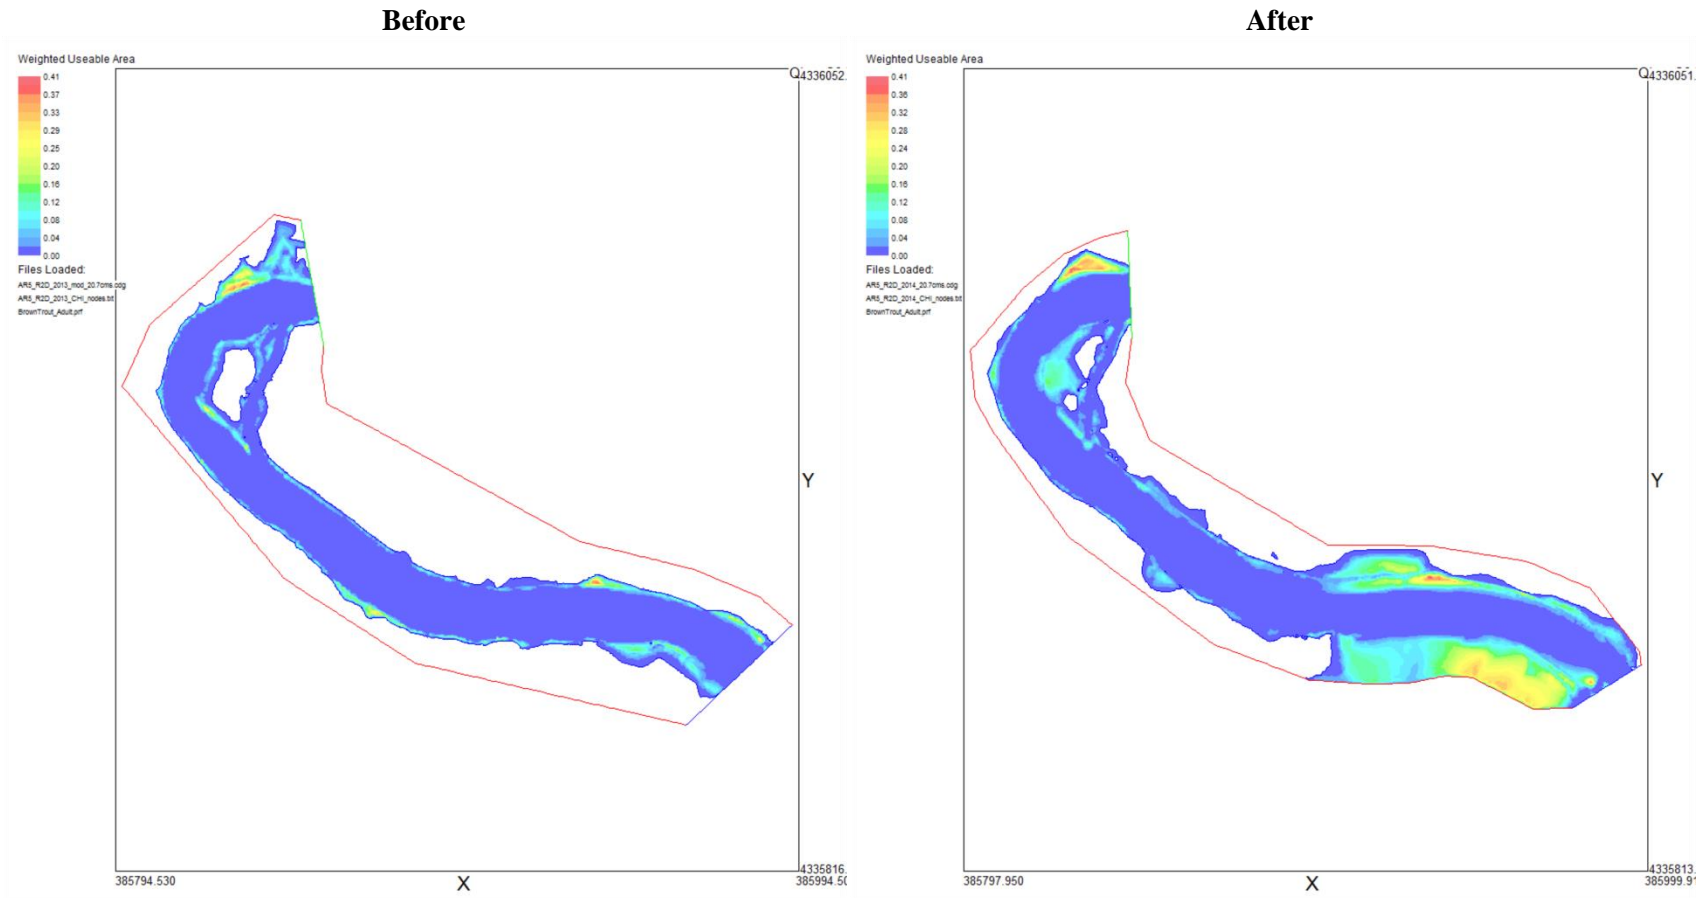 Before
After
Weighted Useable Area
0.41
0.37
0.33
0.29
0.25
0.20
0.16
0.12
0.08
0.04
0.00
Files Loaded:
AR5_R2D_2013_mod_20.7cms.cdg
AR5_R2D_2013_CHI_nodes.txt
BrownTrout_Adult.prf
4336052.
Y
4335816.
385794.530
X
385994.50
Weighted Useable Area
0.41
0.36
0.32
0.28
0.24
0.20
0.16
0.12
0.08
0.04
0.00
Files Loaded:
AR5_R2D_2014_20.7cms.cdg
AR5_R2D_2014_CHI_nodes.txt
BrownTrout_Adult.prf
4336051.
Y
4335813.
385797.950
X
385999.91